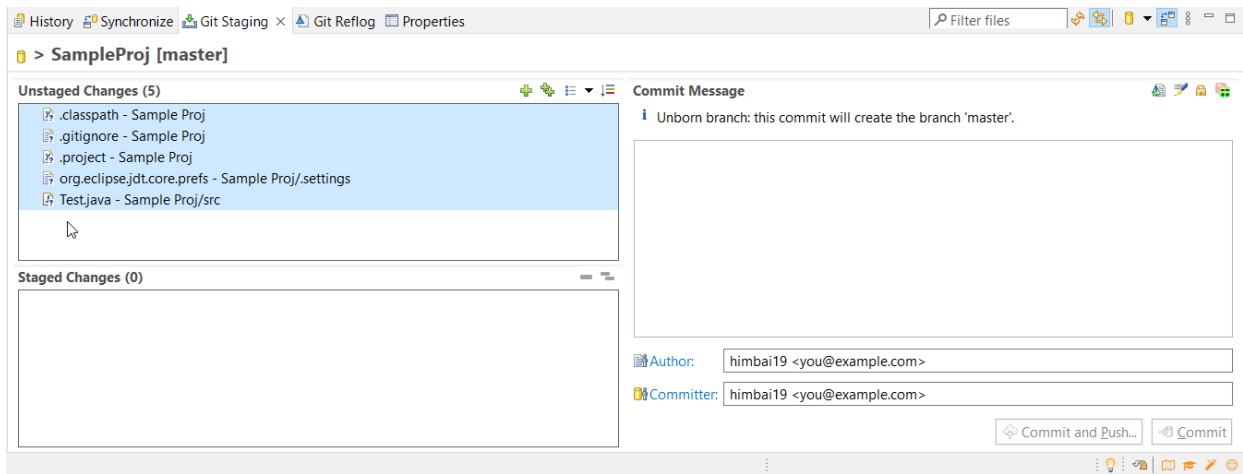 History Synchronize Git Staging Git Reflog Properties Filter files
> SampleProj [master]
Unstaged Changes (5)
.classpath - Sample Proj
.gitignore - Sample Proj
.project - Sample Proj
org.eclipse.jdt.core.prefs - Sample Proj/.settings
Test.java - Sample Proj/src
Staged Changes (0)
Commit Message
Unborn branch: this commit will create the branch 'master'.
Author: himbai19 <you@example.com>
Committer: himbai19 <you@example.com>
Commit and Push... Commit